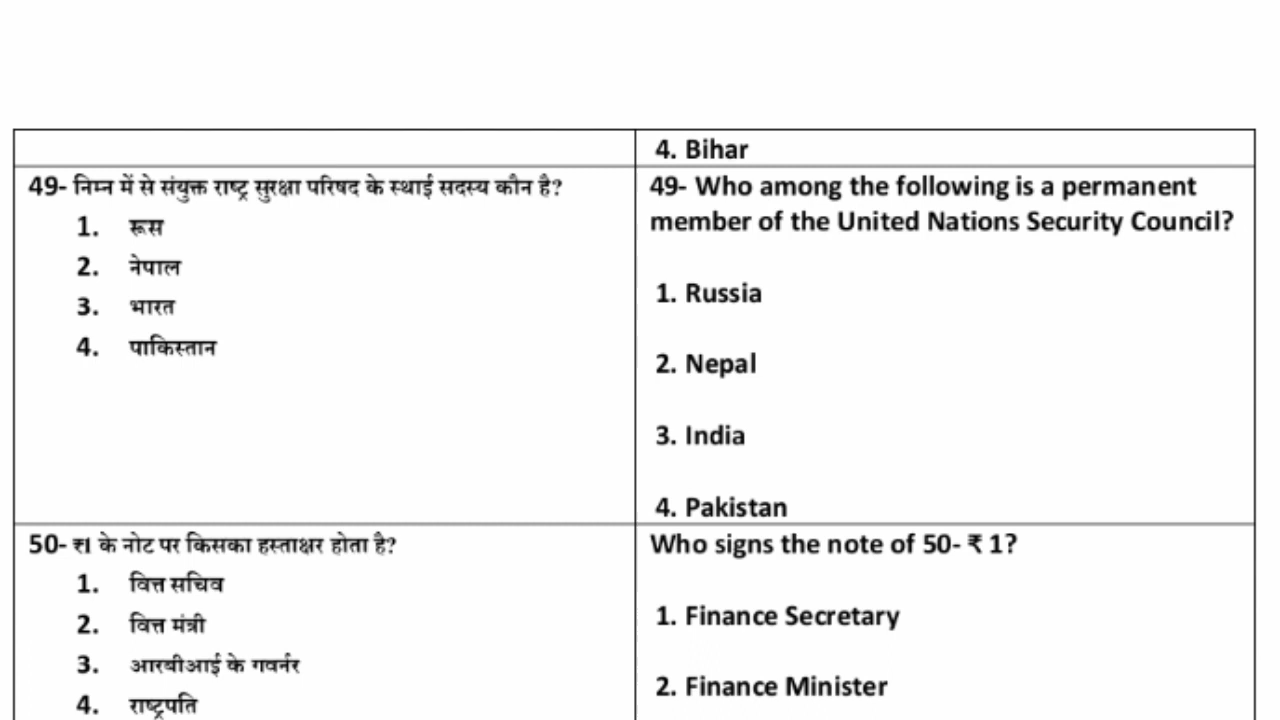 4. Bihar
49- निम्न में से संयुक्त राष्ट्र सुरक्षा परिषद के स्थाई सदस्य कौन है?
1. रूस
2. नेपाल
3. भारत
4. पाकिस्तान
49- Who among the following is a permanent
member of the United Nations Security Council?
1. Russia
2. Nepal
3. India
4. Pakistan
50- ₹1 के नोट पर किसका हस्ताक्षर होता है?
1. वित्त सचिव
2. वित्त मंत्री
3. आरबीआई के गवर्नर
4. राष्ट्रपति
Who signs the note of 50- ₹ 1?
1. Finance Secretary
2. Finance Minister